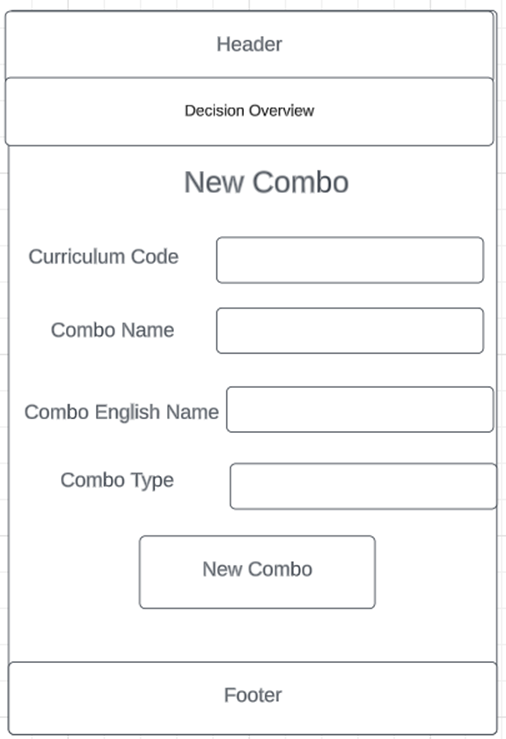 Header
Decision Overview
New Combo
Curriculum Code
Combo Name
Combo English Name
Combo Type
New Combo
Footer